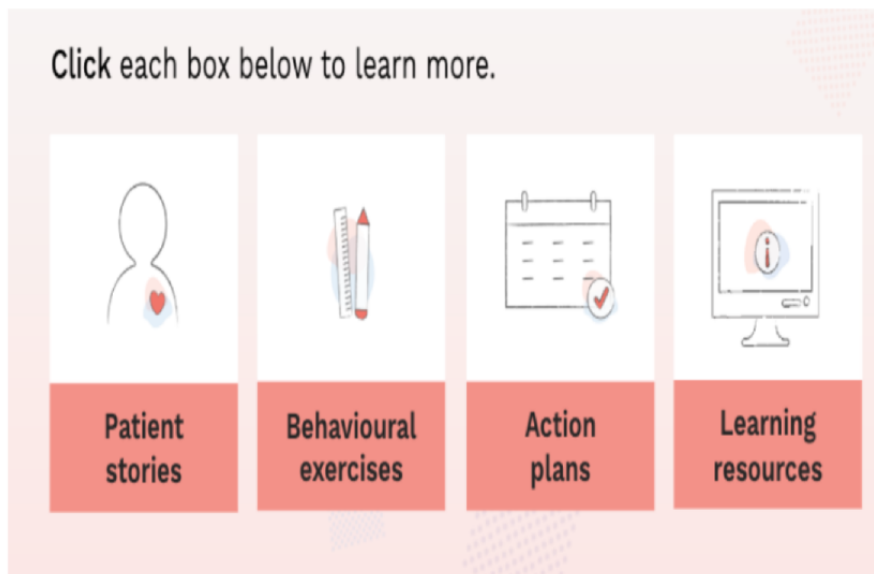 Click each box below to learn more.
Patient
stories
Behavioural
exercises
Action
plans
Learning
resources